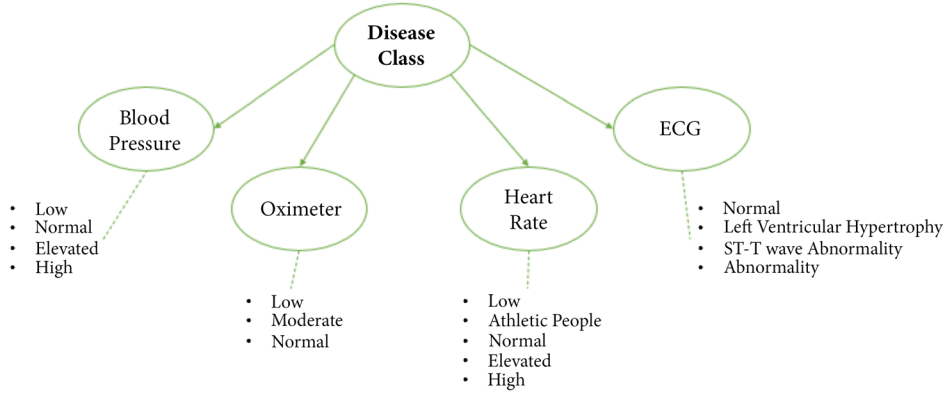 Disease
Class
Blood
Pressure
• Low
• Normal
• Elevated
• High
Oximeter
• Low
• Moderate
• Normal
Heart
Rate
• Low
• Athletic People
• Normal
• Elevated
• High
ECG
• Normal
• Left Ventricular Hypertrophy
• ST-T wave Abnormality
• Abnormality